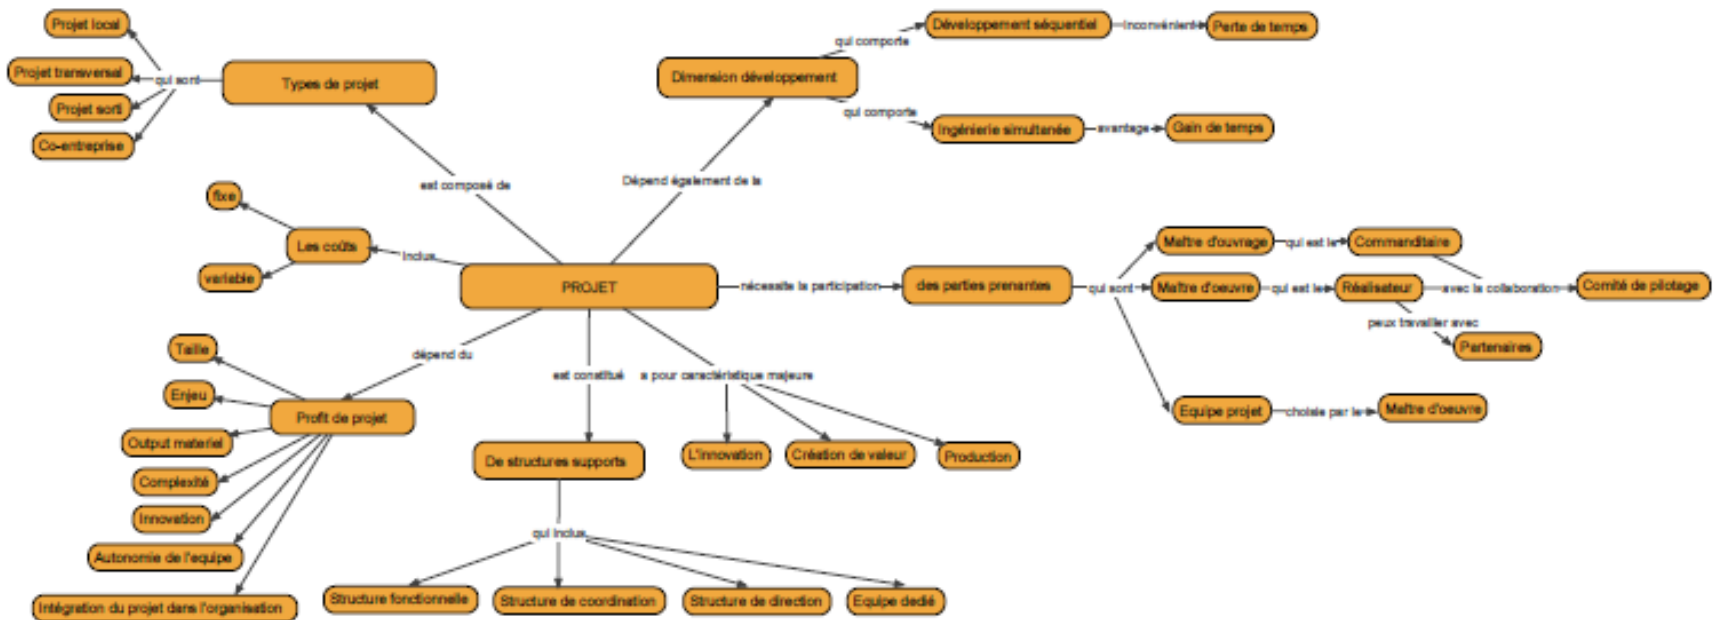 Projet local
Projet transversal
qui sont
Types de projet
Projet sorti
Co-entreprise
est composé de
Dimension développement
qui comporte
Développement séquentiel
inconvénient
Perte de temps
qui comporte
Ingénierie simultanée
avantage
Gain de temps
Dépend également de la
fixe
Les coûts
variable
Inclus
PROJET
nécessite la participation
des parties prenantes
qui sont
Maître d'ouvrage
qui est le
Commanditaire
Maître d'oeuvre
qui est le
Réalisateur
avec la collaboration
Comité de pilotage
peux travailler avec
Partenaires
Equipe projet
choisie par le
Maître d'oeuvre
dépend du
Profit de projet
Taille
Enjeu
Output materiel
Complexité
Innovation
Autonomie de l'equipe
Intégration du projet dans l'organisation
est constitué
De structures supports
qui inclus
Structure fonctionnelle
Structure de coordination
Structure de direction
Equipe dedié
a pour caractéristique majeure
L'innovation
Création de valeur
Production